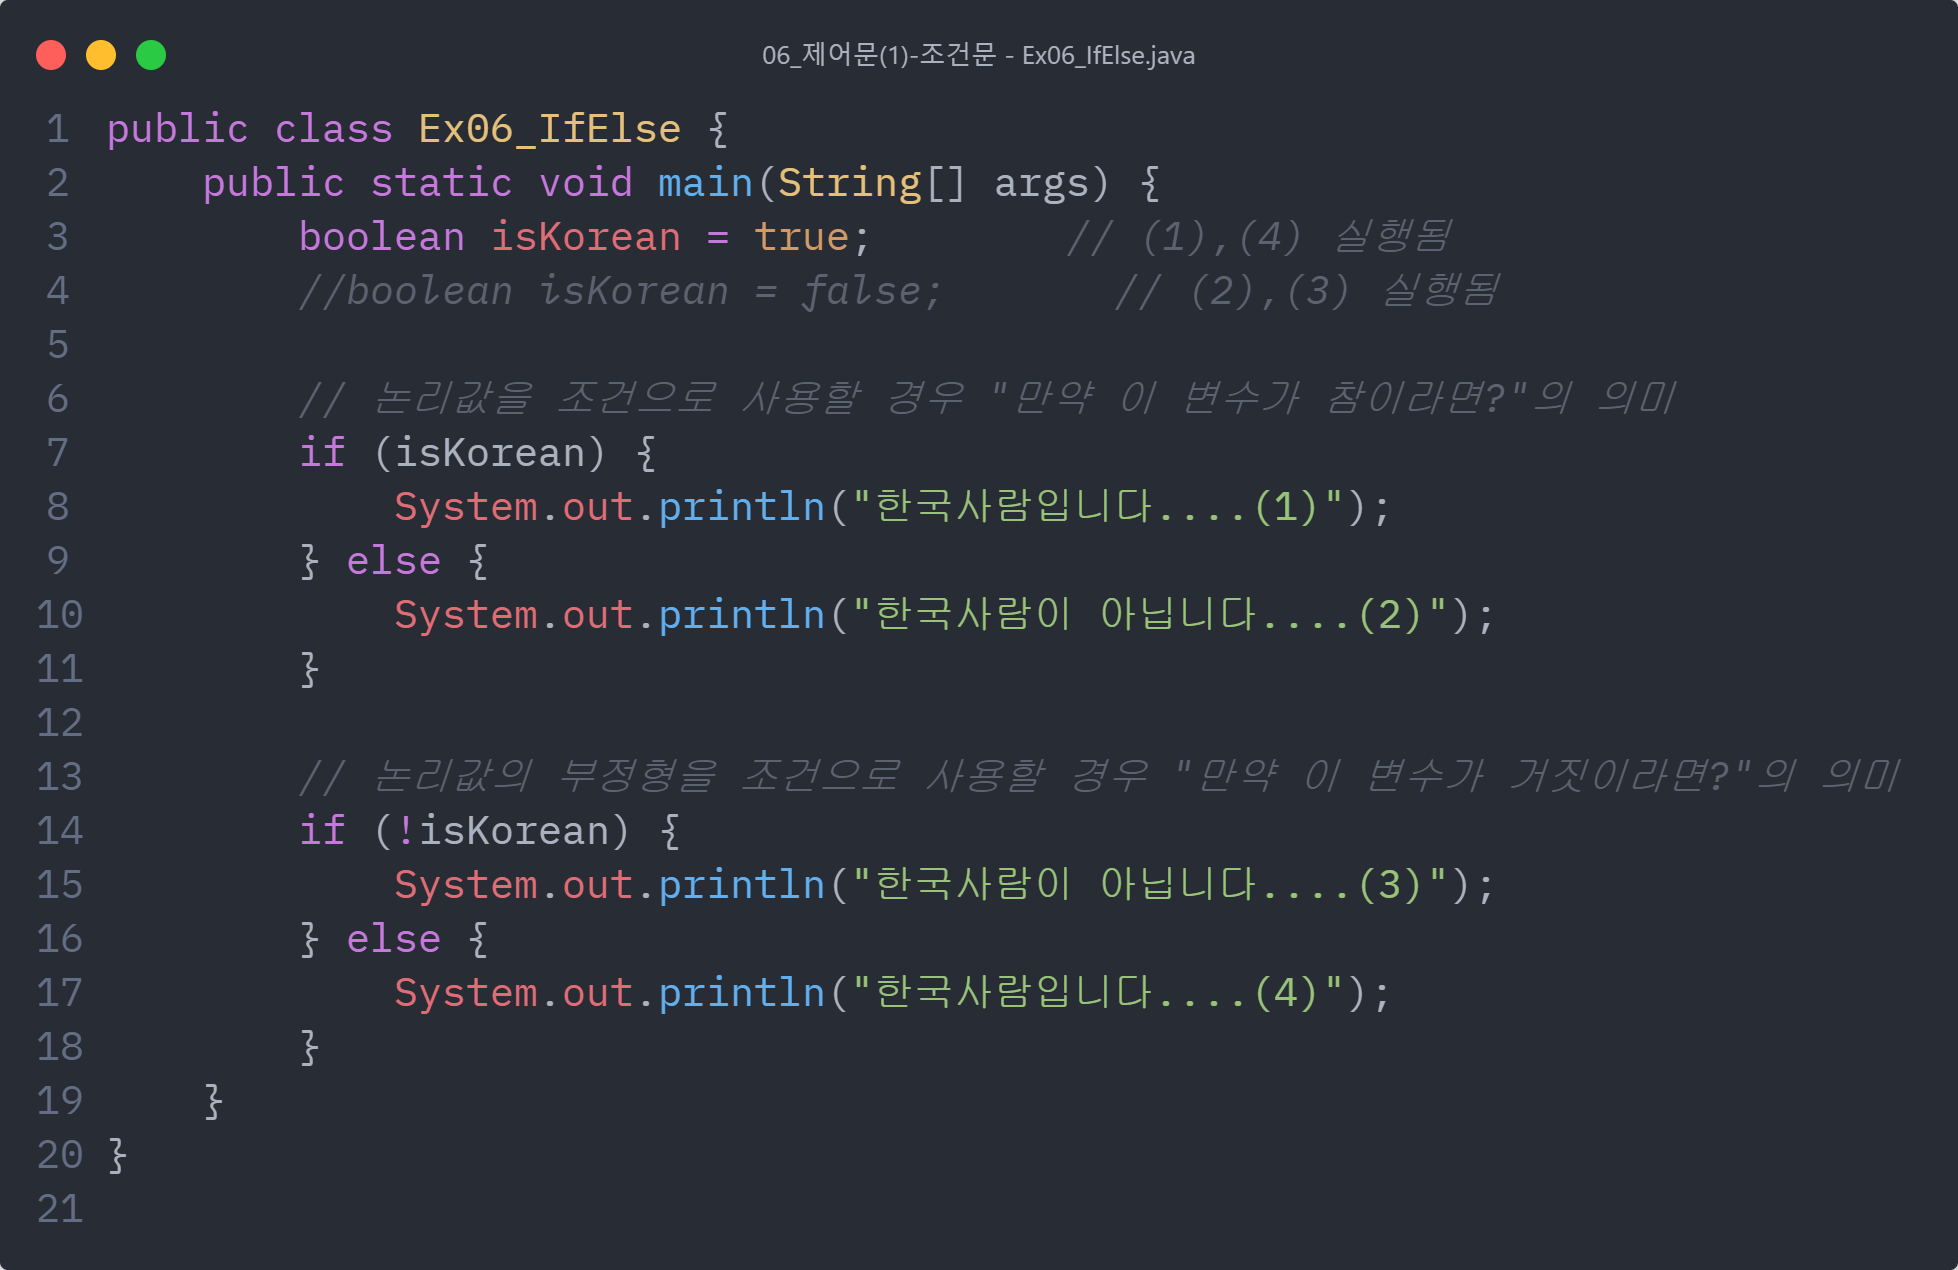 06_제어문(1)-조건문 - Ex06_IfElse.java
1 public class Ex06_IfElse {
2     public static void main(String[] args) {
3         boolean isKorean = true;        // (1),(4) 실행됨
4         //boolean isKorean = false;       // (2),(3) 실행됨
5
6         // 논리값을 조건으로 사용할 경우 "만약 이 변수가 참이라면?"의 의미
7         if (isKorean) {
8             System.out.println("한국사람입니다....(1)");
9         } else {
10             System.out.println("한국사람이 아닙니다....(2)");
11         }
12
13         // 논리값의 부정형을 조건으로 사용할 경우 "만약 이 변수가 거짓이라면?"의 의미
14         if (!isKorean) {
15             System.out.println("한국사람이 아닙니다....(3)");
16         } else {
17             System.out.println("한국사람입니다....(4)");
18         }
19     }
20 }
21